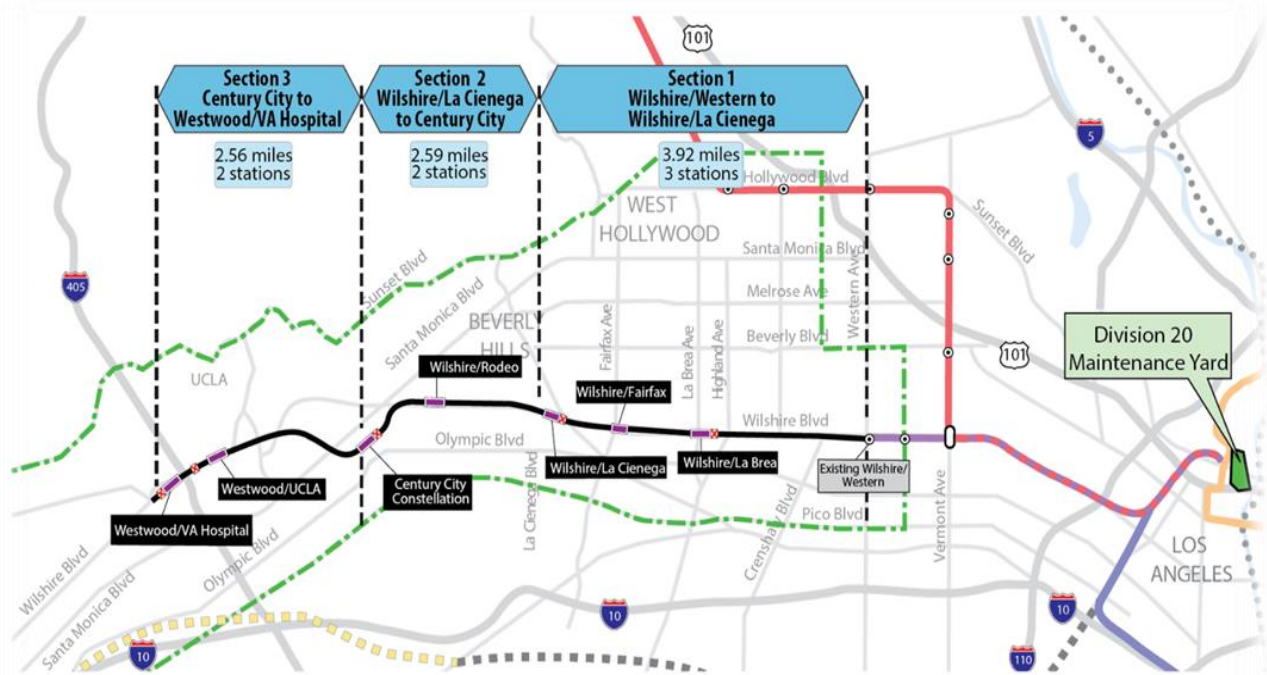 101
Section 3
Century City to
Westwood/VA Hospital
Section 2
Wilshire/La Cienega
to Century City
Section 1
Wilshire/Western to
Wilshire/La Cienega
5
2.56 miles
2 stations
2.59 miles
2 stations
3.92 miles
3 stations
Hollywood Blvd
WEST
HOLLYWOOD
Sunset Blvd
Santa Monica Blvd
405
Sunset Blvd
Santa Monica Blvd
Melrose Ave
Western Ave
BEVERLY
HILLS
Fairfax Ave
La Brea Ave
Highland Ave
Beverly Blvd
101
Division 20
Maintenance Yard
UCLA
Wilshire/Rodeo
Wilshire/Fairfax
Wilshire Blvd
Olympic Blvd
Wilshire/La Cienega
Wilshire/La Brea
Existing Wilshire/
Western
Westwood/UCLA
Century City
Constellation
La Cienega Blvd
Pico Blvd
Crenshaw Blvd
Vermont Ave
Westwood/VA Hospital
LOS
ANGELES
Wilshire Blvd
Santa Monica Blvd
Olympic Blvd
10
10
10
110